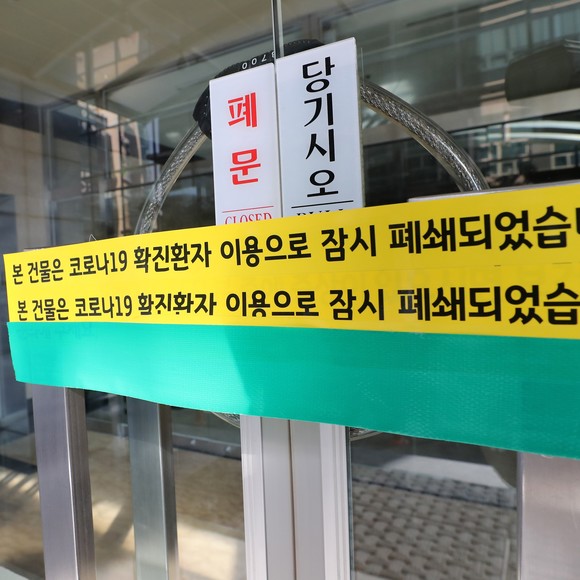 8700
폐문
CLOSED
당기시오
PULL
본 건물은 코로나19 확진환자 이용으로 잠시 폐쇄되었습
본 건물은 코로나19 확진환자 이용으로 잠시 폐쇄되었습